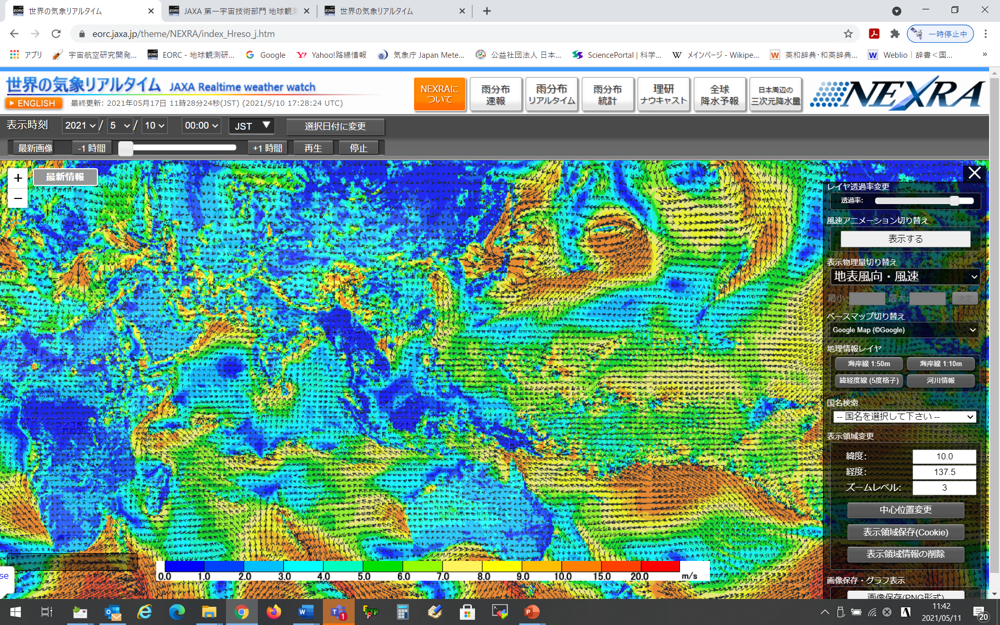 世界の気象リアルタイム
JAXA 第一宇宙技術部門 地球観測
世界の気象リアルタイム
eorc.jaxa.jp/theme/NEXRA/index_Hreso_j.htm
一時停止中
アプリ
宇宙航空研究開発...
EORC - 地球観測研...
Google
Yahoo!路線情報
気象庁 Japan Mete...
公益社団法人 日本...
SciencePortal | 科学...
メインページ - Wikipe...
英和辞典・和英辞典...
Weblio｜辞書＜国...
»
世界の気象リアルタイム JAXA Realtime weather watch
ENGLISH
最終更新: 2021年05月17日 11時28分24秒(JST) (2021/5/10 17:28:24 UTC)
NEXRAに
ついて
雨分布
速報
雨分布
リアルタイム
雨分布
統計
理研
ナウキャスト
全球
降水予報
日本周辺の
三次元降水量
NEXRA
表示時刻
2021 / 5 / 10 00:00 JST ▼
選択日付に変更
最新画像
-1 時間
+1 時間
再生
停止
+
−
最新情報
レイヤ透過率変更
透過率:
風速アニメーション切り替え
表示する
表示物理量切り替え
地表風向・風速
最小: 最大: 決定
ベースマップ切り替え
Google Map (©Google)
地理情報レイヤ
海岸線 1:50m
海岸線 1:10m
緯経度線 (5度格子)
河川情報
国名検索
-- 国名を選択して下さい --
表示領域変更
緯度: 10.0
経度: 137.5
ズームレベル: 3
中心位置変更
表示領域保存(Cookie)
表示領域情報の削除
画像保存・グラフ表示
画像保存(PNG形式)
Leaflet
se
0.0 1.0 2.0 3.0 4.0 5.0 6.0 7.0 8.0 9.0 10.0 15.0 20.0 m/s
11:42
2021/05/11
20